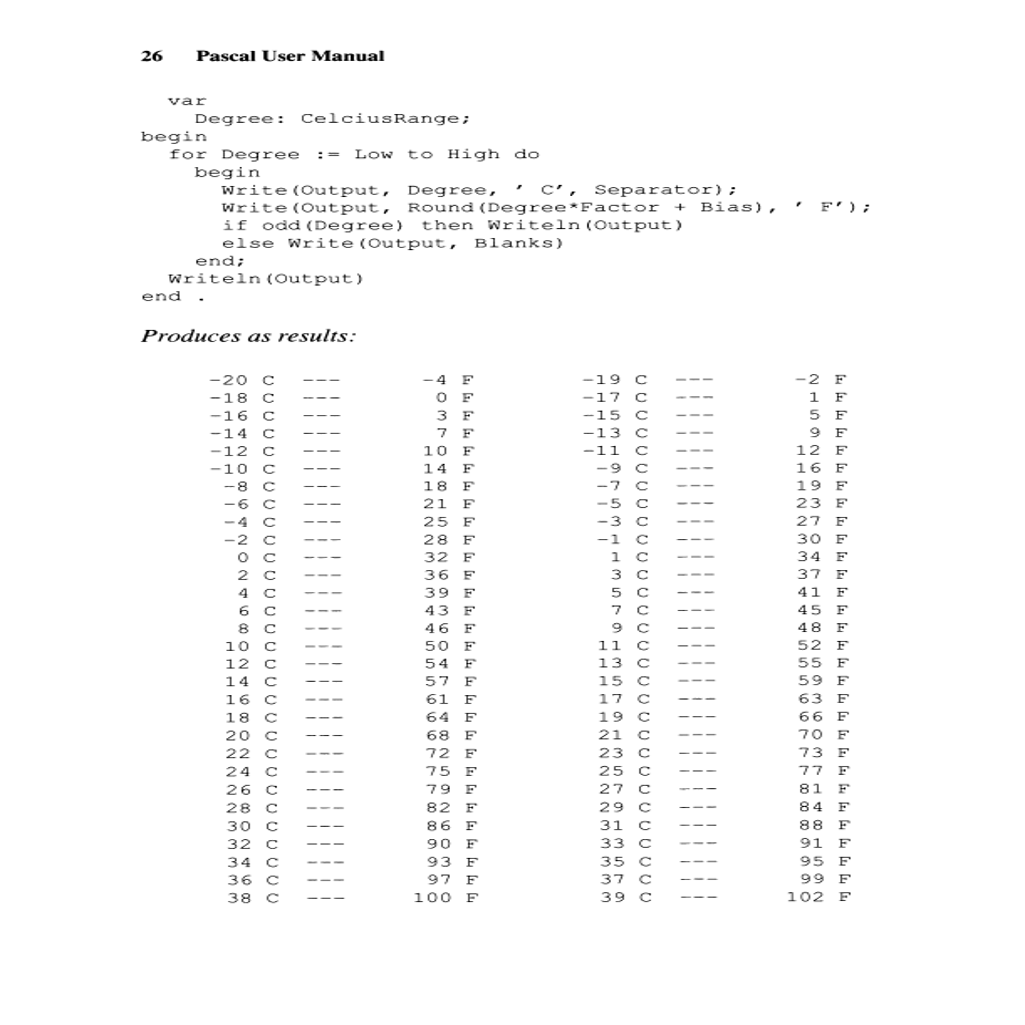 26 Pascal User Manual
var
Degree: CelciusRange;
begin
for Degree := Low to High do
begin
Write(Output, Degree, ' C', Separator);
Write(Output, Round(Degree*Factor + Bias), ' F');
if odd(Degree) then Writeln(Output)
else Write(Output, Blanks)
end;
Writeln(Output)
end .
Produces as results:
-20 C --- -4 F -19 C --- -2 F
-18 C --- 0 F -17 C --- 1 F
-16 C --- 3 F -15 C --- 5 F
-14 C --- 7 F -13 C --- 9 F
-12 C --- 10 F -11 C --- 12 F
-10 C --- 14 F -9 C --- 16 F
-8 C --- 18 F -7 C --- 19 F
-6 C --- 21 F -5 C --- 23 F
-4 C --- 25 F -3 C --- 27 F
-2 C --- 28 F -1 C --- 30 F
0 C --- 32 F 1 C --- 34 F
2 C --- 36 F 3 C --- 37 F
4 C --- 39 F 5 C --- 41 F
6 C --- 43 F 7 C --- 45 F
8 C --- 46 F 9 C --- 48 F
10 C --- 50 F 11 C --- 52 F
12 C --- 54 F 13 C --- 55 F
14 C --- 57 F 15 C --- 59 F
16 C --- 61 F 17 C --- 63 F
18 C --- 64 F 19 C --- 66 F
20 C --- 68 F 21 C --- 70 F
22 C --- 72 F 23 C --- 73 F
24 C --- 75 F 25 C --- 77 F
26 C --- 79 F 27 C --- 81 F
28 C --- 82 F 29 C --- 84 F
30 C --- 86 F 31 C --- 88 F
32 C --- 90 F 33 C --- 91 F
34 C --- 93 F 35 C --- 95 F
36 C --- 97 F 37 C --- 99 F
38 C --- 100 F 39 C --- 102 F